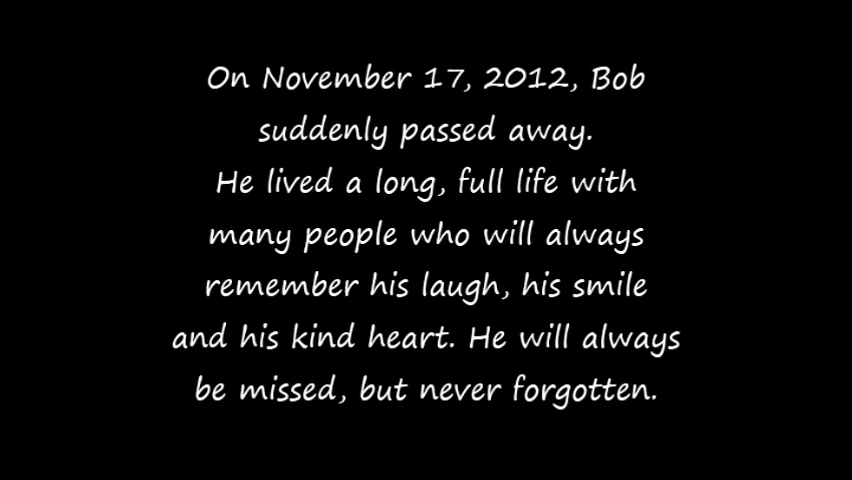 On November 17, 2012, Bob
suddenly passed away.
He lived a long, full life with
many people who will always
remember his laugh, his smile
and his kind heart. He will always
be missed, but never forgotten.